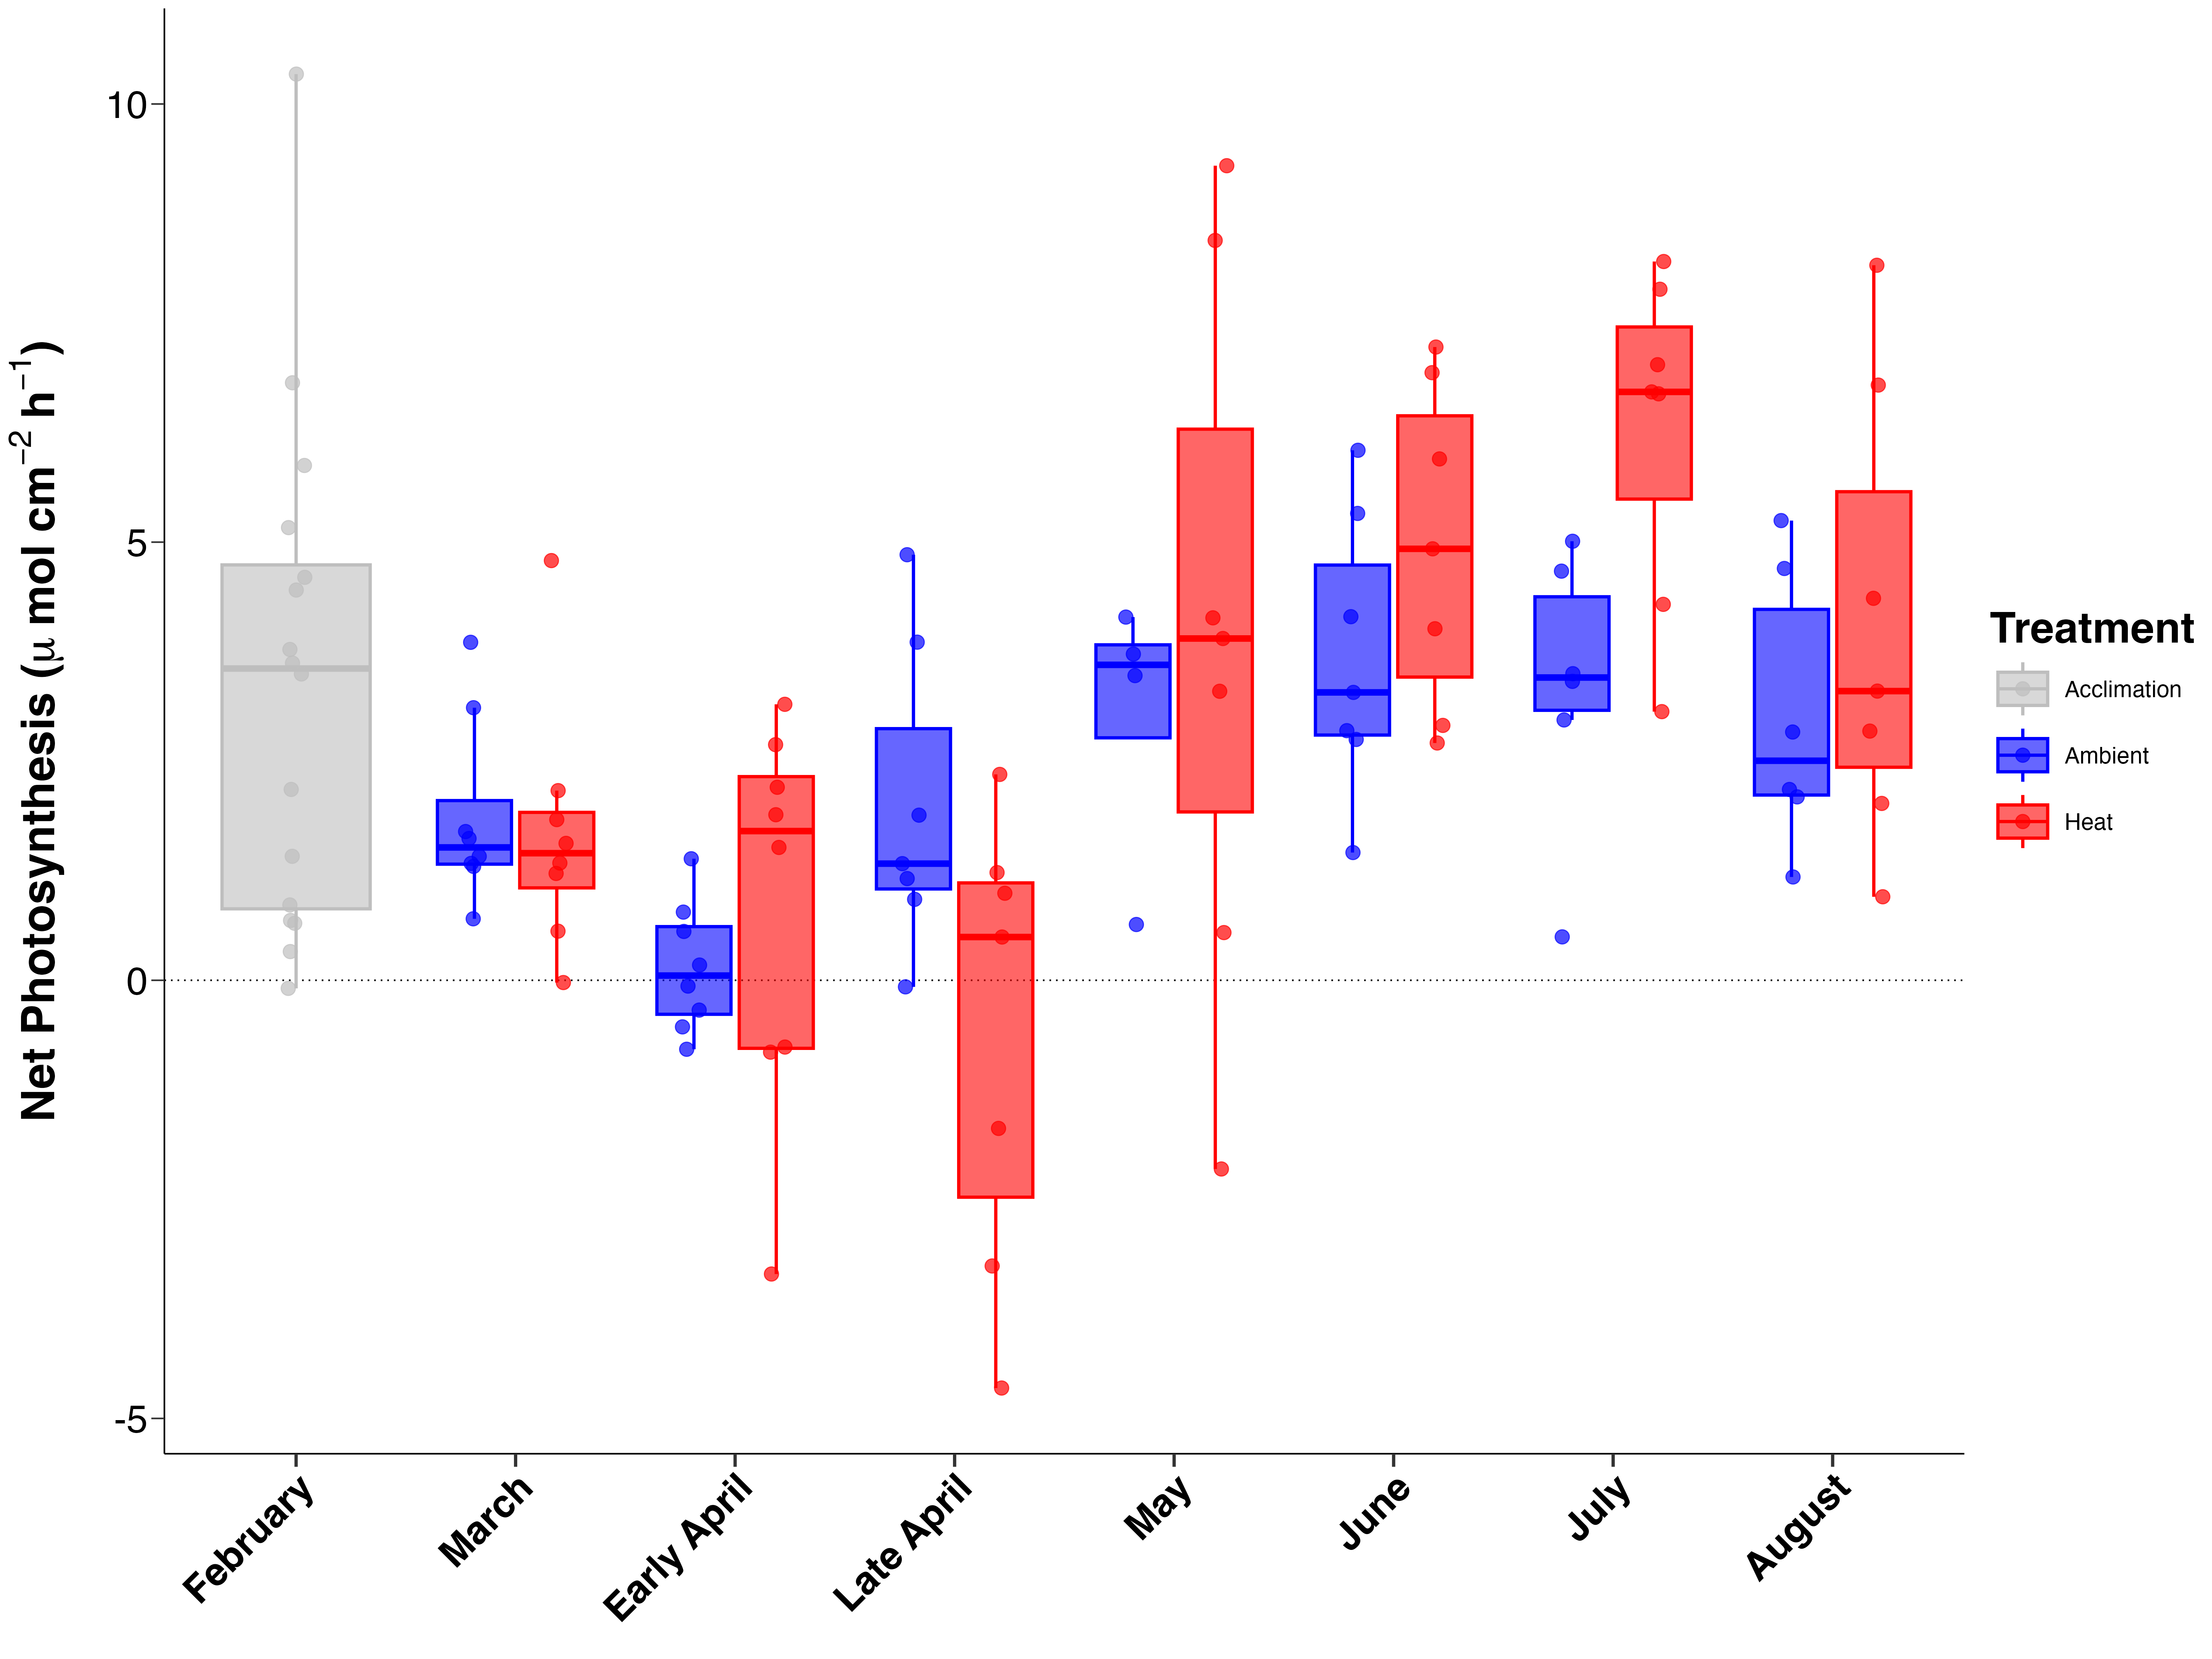 Net Photosynthesis (μ mol cm⁻² h⁻¹)
10
5
0
-5
February
March
Early April
Late April
May
June
July
August
Treatment
Acclimation
Ambient
Heat